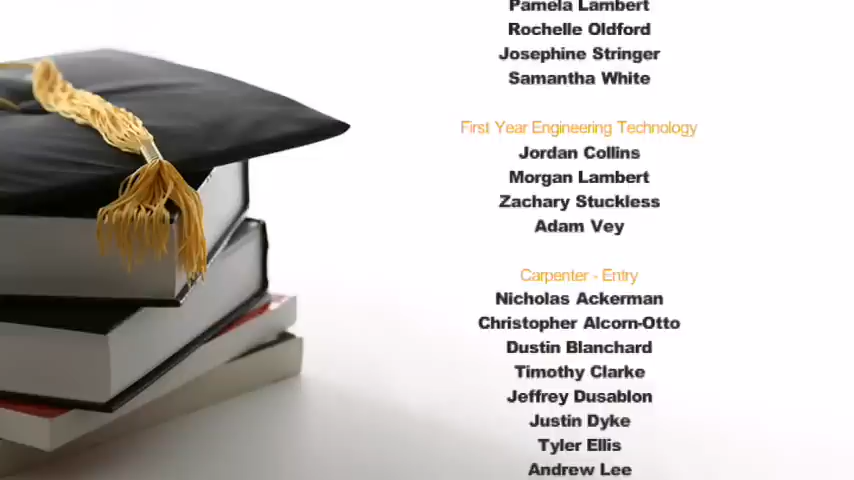 Pamela Lambert
Rochelle Oldford
Josephine Stringer
Samantha White
First Year Engineering Technology
Jordan Collins
Morgan Lambert
Zachary Stuckless
Adam Vey
Carpenter - Entry
Nicholas Ackerman
Christopher Alcorn-Otto
Dustin Blanchard
Timothy Clarke
Jeffrey Dusablon
Justin Dyke
Tyler Ellis
Andrew Lee